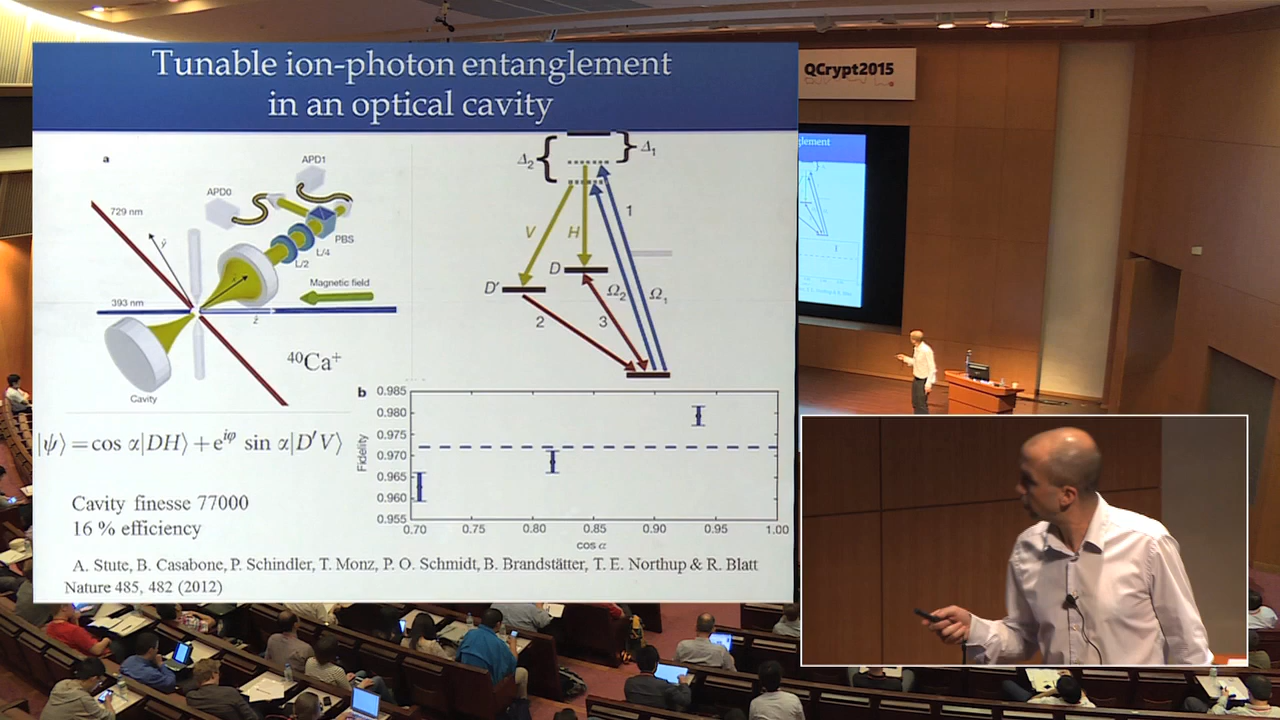 Tunable ion-photon entanglement
in an optical cavity
QCrypt2015
a
APD1
APD0
729 nm
ŷ
PBS
L/4
L/2
x̂
Magnetic field
393 nm
ẑ
⁴⁰Ca⁺
Cavity
Δ₂
Δ₁
1
V
H
D
D′
Ω₂
Ω₁
2
3
|ψ⟩=cos α|DH⟩+e^{iφ} sin α|D′V⟩
Cavity finesse 77000
16 % efficiency
b
Fidelity
0.985
0.980
0.975
0.970
0.965
0.960
0.955
0.70 0.75 0.80 0.85 0.90 0.95 1.00
cos α
A. Stute, B. Casabone, P. Schindler, T. Monz, P. O. Schmidt, B. Brandstätter, T. E. Northup & R. Blatt
Nature 485, 482 (2012)